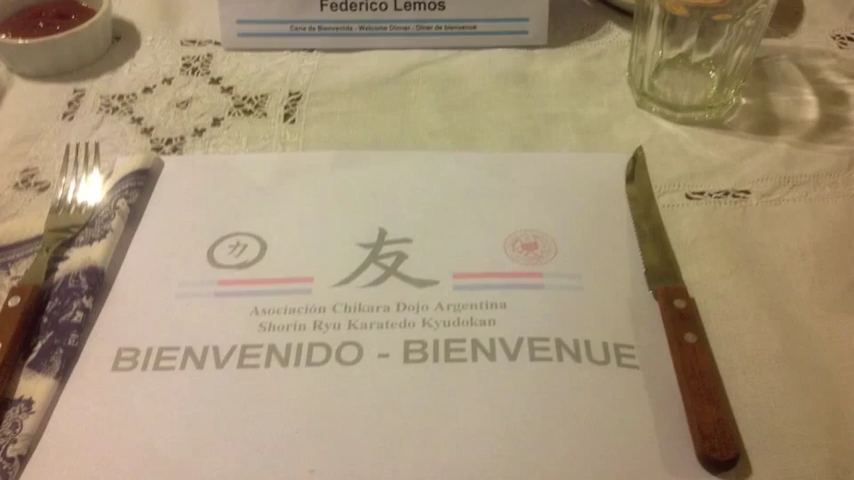 Federico Lemos
Cena de Bienvenida - Welcome Dinner - Dîner de bienvenue
力
友
Asociación Chikara Dojo Argentina
Shorin Ryu Karatedo Kyudokan
BIENVENIDO - BIENVENUE